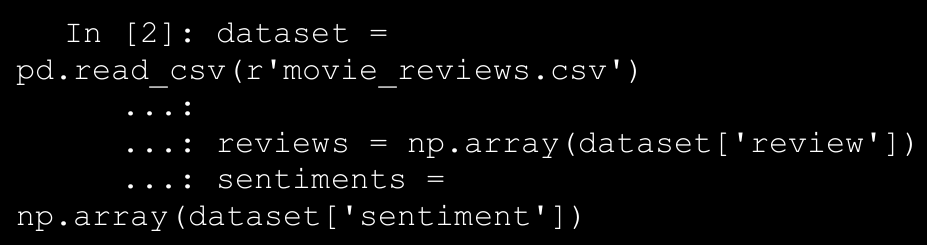 In [2]: dataset =
pd.read_csv(r'movie_reviews.csv')
...:
...: reviews = np.array(dataset['review'])
...: sentiments =
np.array(dataset['sentiment'])